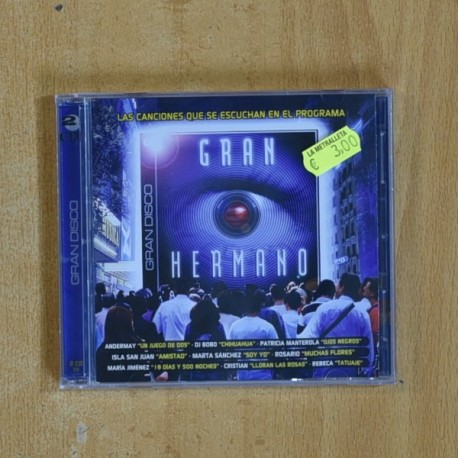 LAS CANCIONES QUE SE ESCUCHAN EN EL PROGRAMA
LA METRALLETA
€ 3,00
GRAN
HERMANO
GRAN DISCO
2
GRAN DISCO
ANDERMAY "UN JUEGO DE DOS" · DJ BOBO "CHIHUAHUA" · PATRICIA MANTEROLA "OJOS NEGROS"
ISLA SAN JUAN "AMISTAD" · MARTA SÁNCHEZ "SOY YO" · ROSARIO "MUCHAS FLORES"
MARÍA JIMÉNEZ "19 DÍAS Y 500 NOCHES" · CRISTIAN "LLORAN LAS ROSAS" · REBECA "TATUAJE"